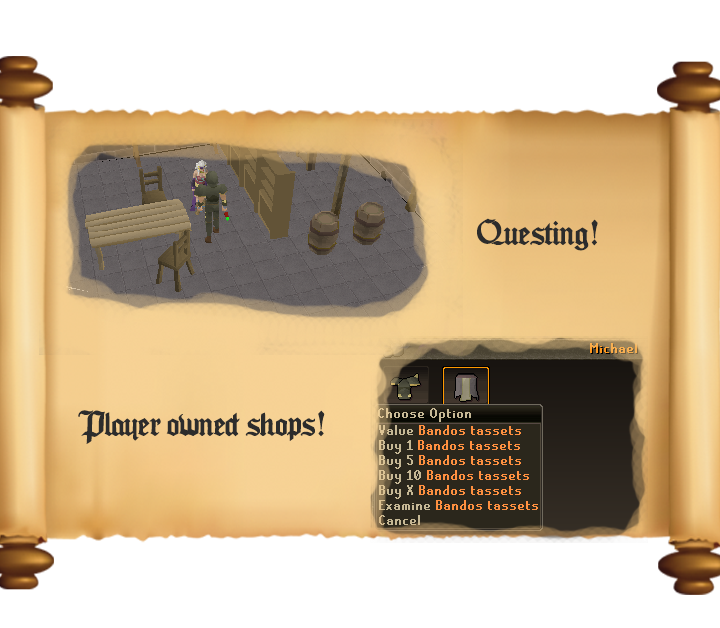 Questing!
Michael
Player owned shops!
Choose Option
Value Bandos tassets
Buy 1 Bandos tassets
Buy 5 Bandos tassets
Buy 10 Bandos tassets
Buy X Bandos tassets
Examine Bandos tassets
Cancel